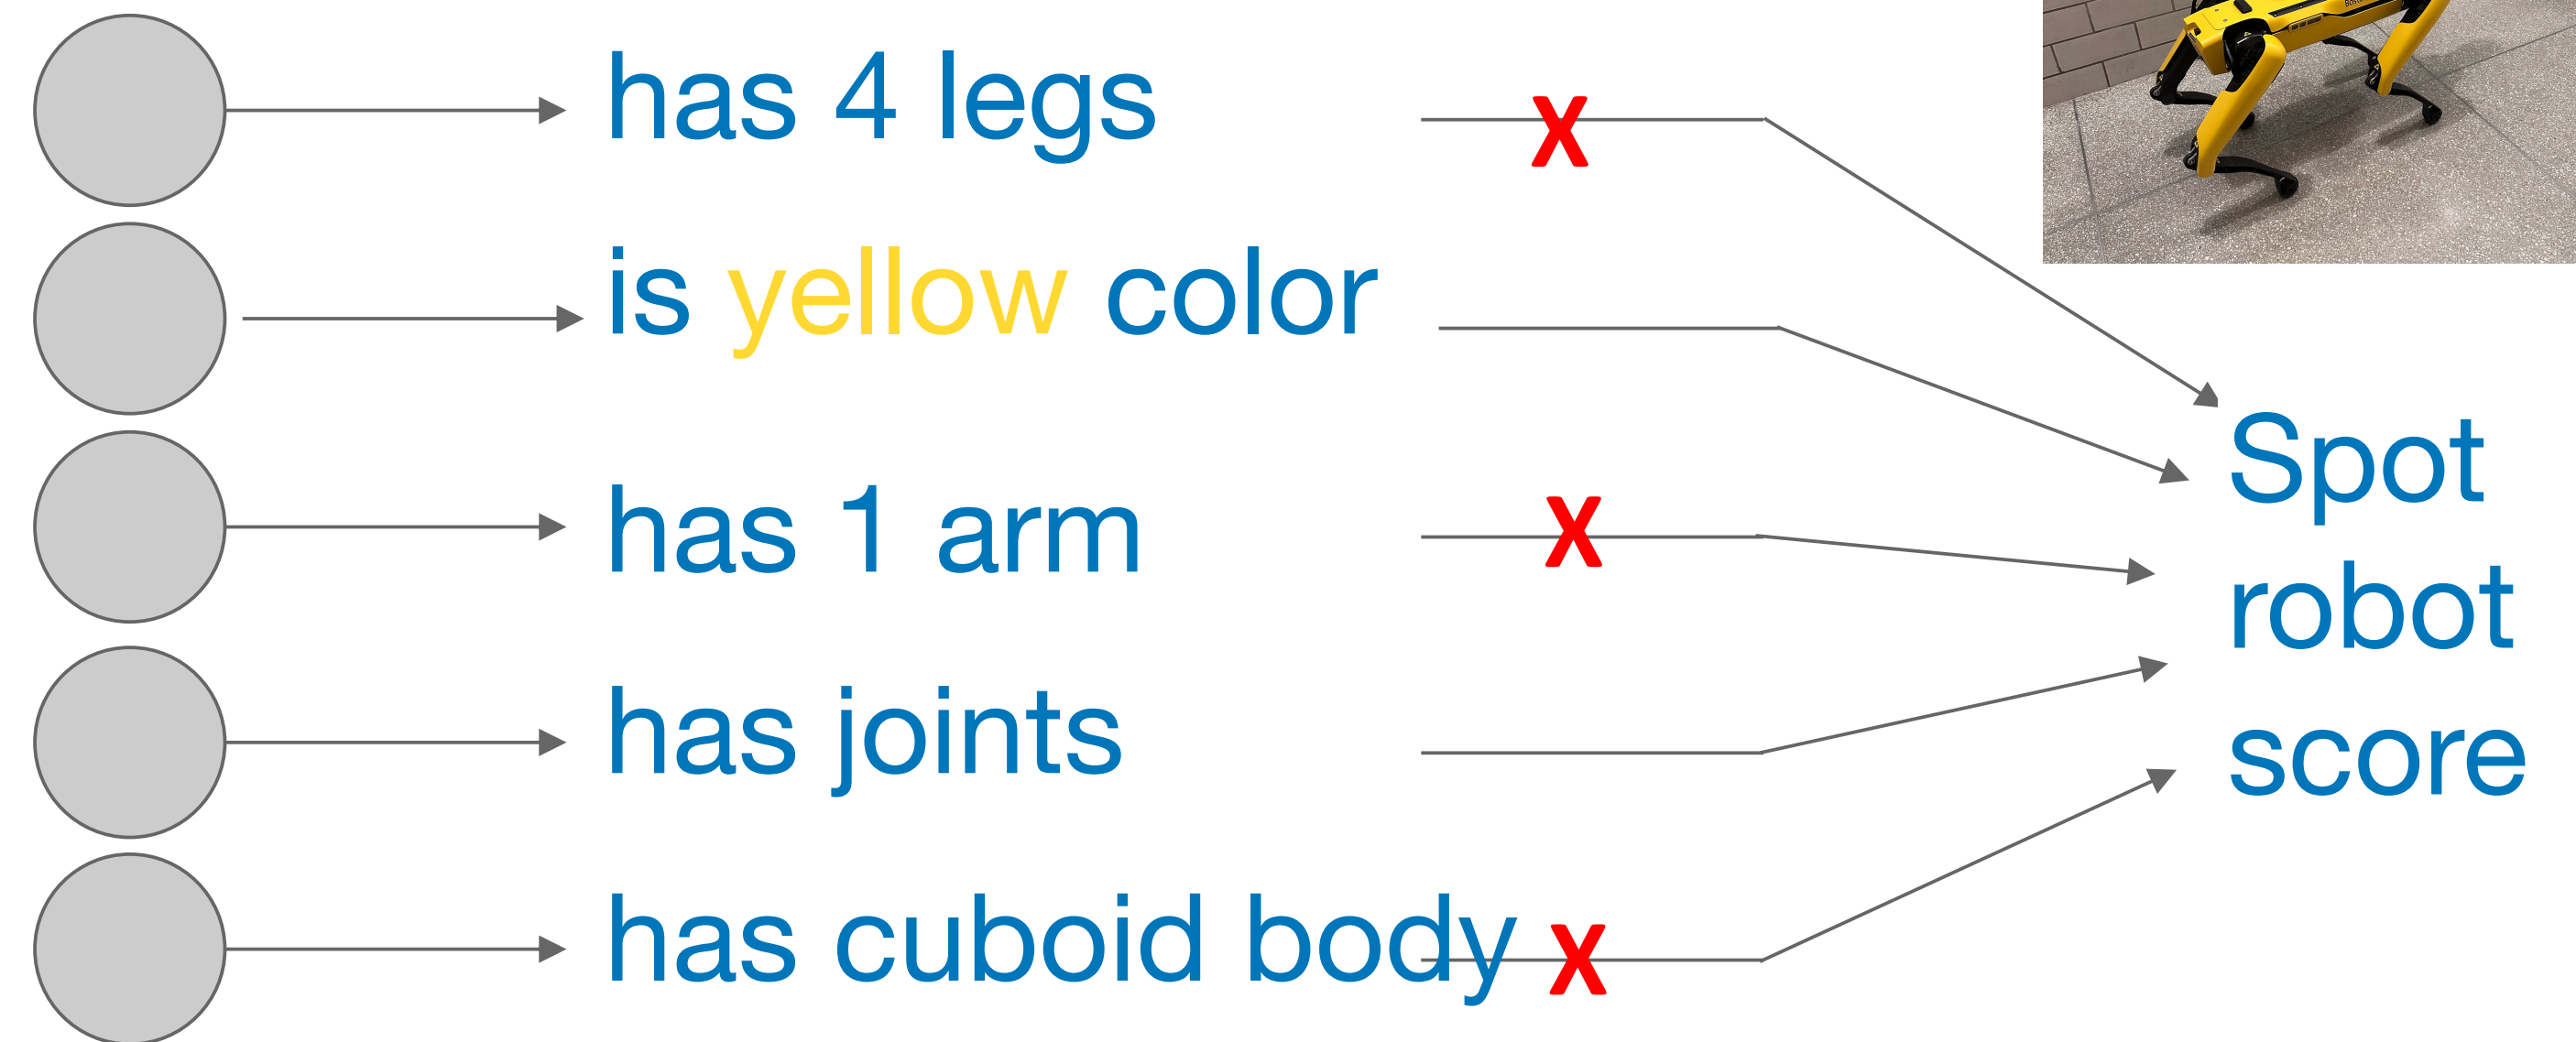 has 4 legs
X
is yellow color
has 1 arm
X
has joints
has cuboid body
X
Spot
robot
score